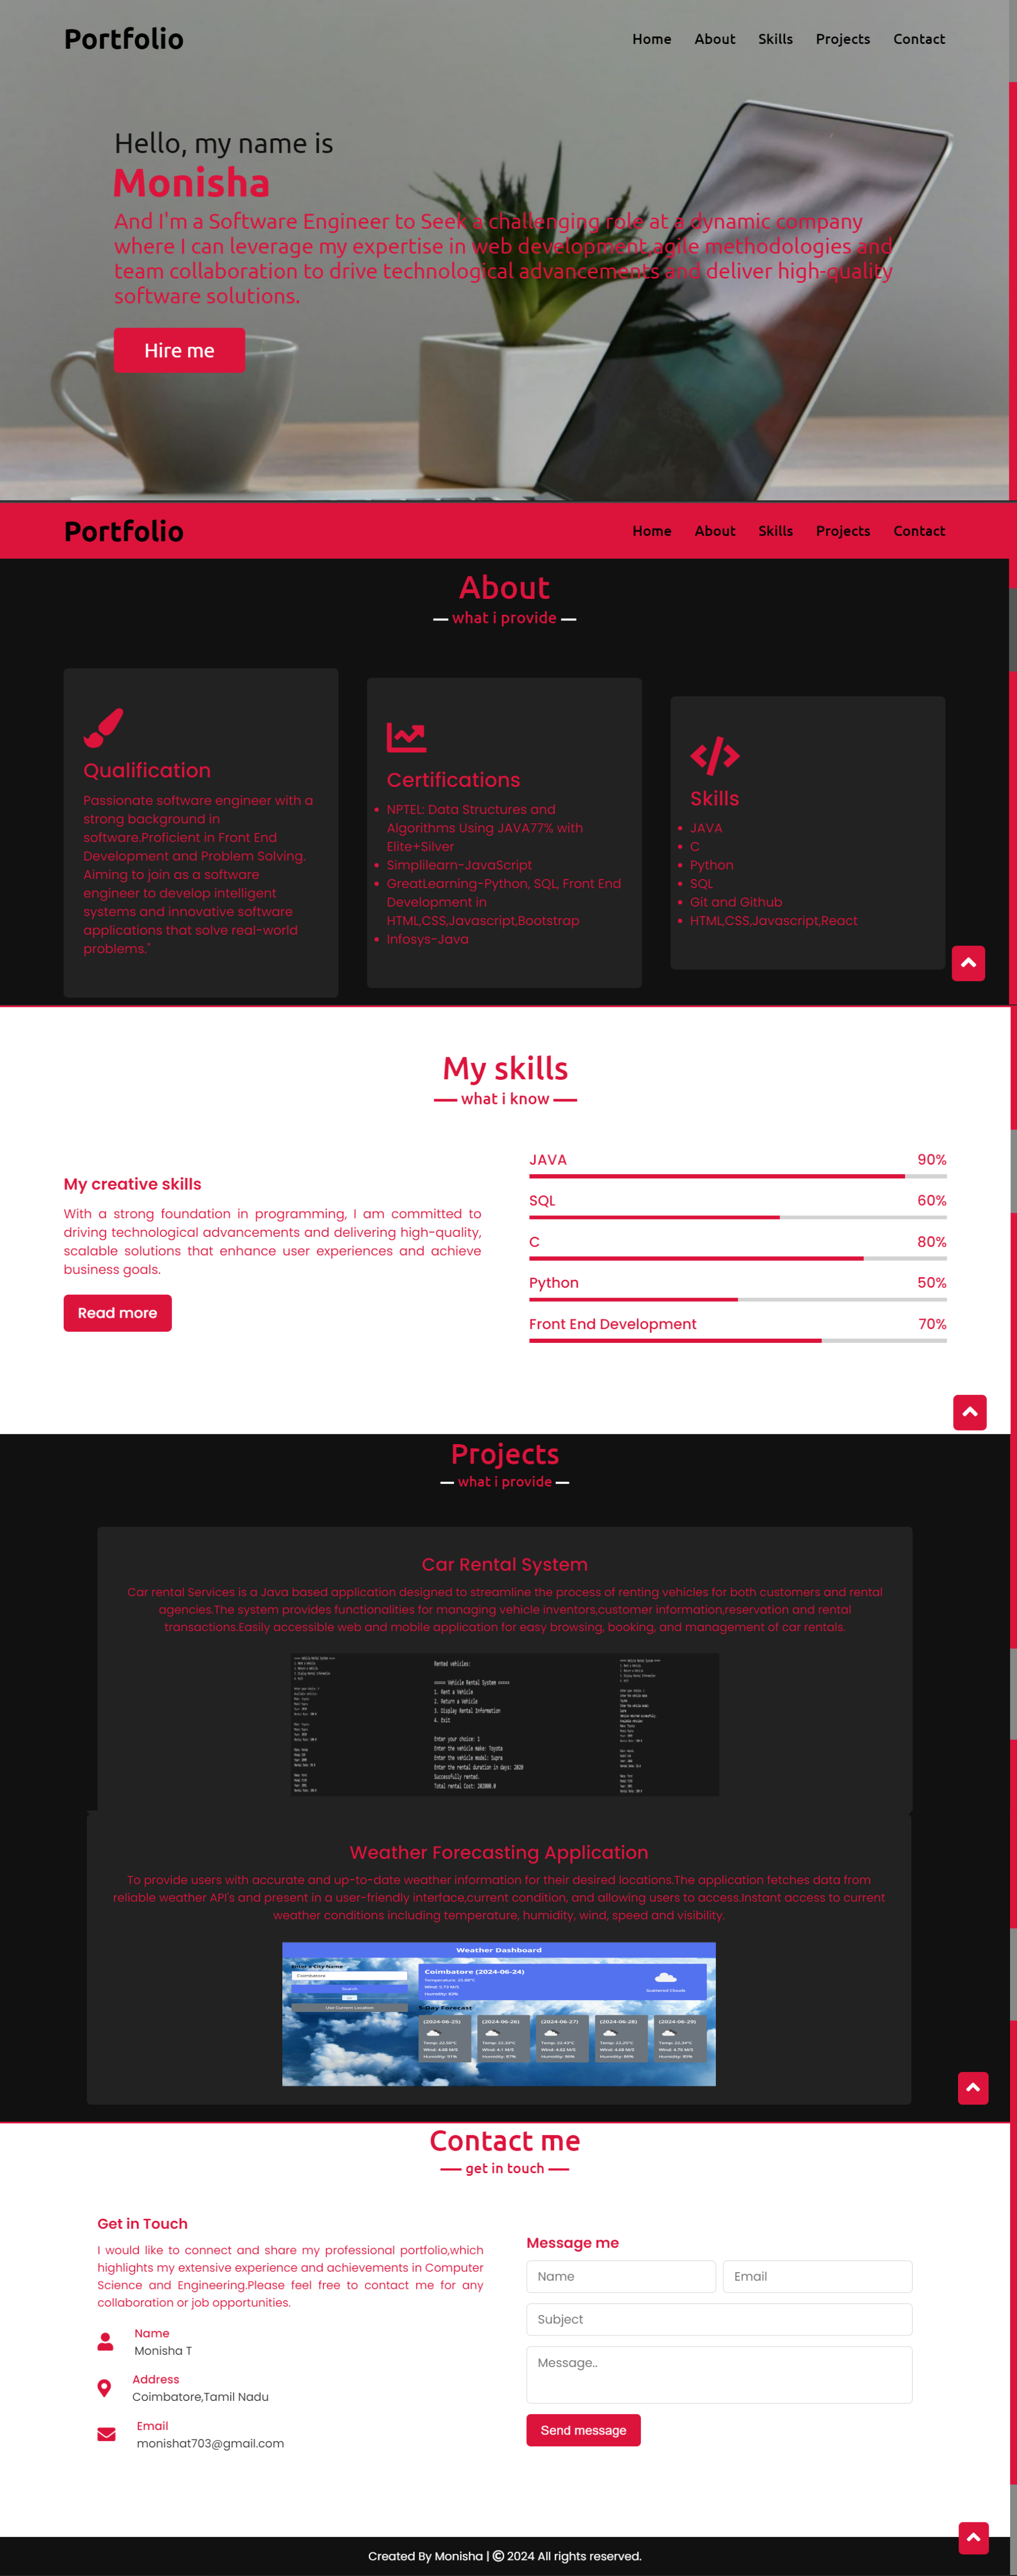 Portfolio
Home About Skills Projects Contact
Hello, my name is
Monisha
And I'm a Software Engineer to Seek a challenging role at a dynamic company
where I can leverage my expertise in web development,agile methodologies and
team collaboration to drive technological advancements and deliver high-quality
software solutions.
Hire me
Portfolio
Home About Skills Projects Contact
About
what i provide
Qualification
Passionate software engineer with a
strong background in
software.Proficient in Front End
Development and Problem Solving.
Aiming to join as a software
engineer to develop intelligent
systems and innovative software
applications that solve real-world
problems."
Certifications
NPTEL: Data Structures and
Algorithms Using JAVA77% with
Elite+Silver
Simplilearn-JavaScript
GreatLearning-Python, SQL, Front End
Development in
HTML,CSS,Javascript,Bootstrap
Infosys-Java
Skills
JAVA
C
Python
SQL
Git and Github
HTML,CSS,Javascript,React
My skills
what i know
My creative skills
With a strong foundation in programming, I am committed to
driving technological advancements and delivering high-quality,
scalable solutions that enhance user experiences and achieve
business goals.
Read more
JAVA 90%
SQL 60%
C 80%
Python 50%
Front End Development 70%
Projects
what i provide
Car Rental System
Car rental Services is a Java based application designed to streamline the process of renting vehicles for both customers and rental
agencies.The system provides functionalities for managing vehicle inventors,customer information,reservation and rental
transactions.Easily accessible web and mobile application for easy browsing, booking, and management of car rentals.
Rented vehicles:
===== Vehicle Rental System =====
1. Rent a Vehicle
2. Return a Vehicle
3. Display Rental Information
4. Exit
Enter your choice: 1
Enter the vehicle make: Toyota
Enter the vehicle model: Supra
Enter the rental duration in days: 2020
Successfully rented.
Total rental Cost: 202000.0
Weather Forecasting Application
To provide users with accurate and up-to-date weather information for their desired locations.The application fetches data from
reliable weather API's and present in a user-friendly interface,current condition, and allowing users to access.Instant access to current
weather conditions including temperature, humidity, wind, speed and visibility.
Weather Dashboard
Enter a City Name
Coimbatore
Search
Use Current Location
Coimbatore (2024-06-24)
Humidity: 83%
Scattered Clouds
5-Day Forecast
(2024-06-25) (2024-06-26) (2024-06-27) (2024-06-28) (2024-06-29)
Contact me
get in touch
Get in Touch
I would like to connect and share my professional portfolio,which
highlights my extensive experience and achievements in Computer
Science and Engineering.Please feel free to contact me for any
collaboration or job opportunities.
Name
Monisha T
Address
Coimbatore,Tamil Nadu
Email
monishat703@gmail.com
Message me
Name Email
Subject
Message..
Send message
Created By Monisha | © 2024 All rights reserved.